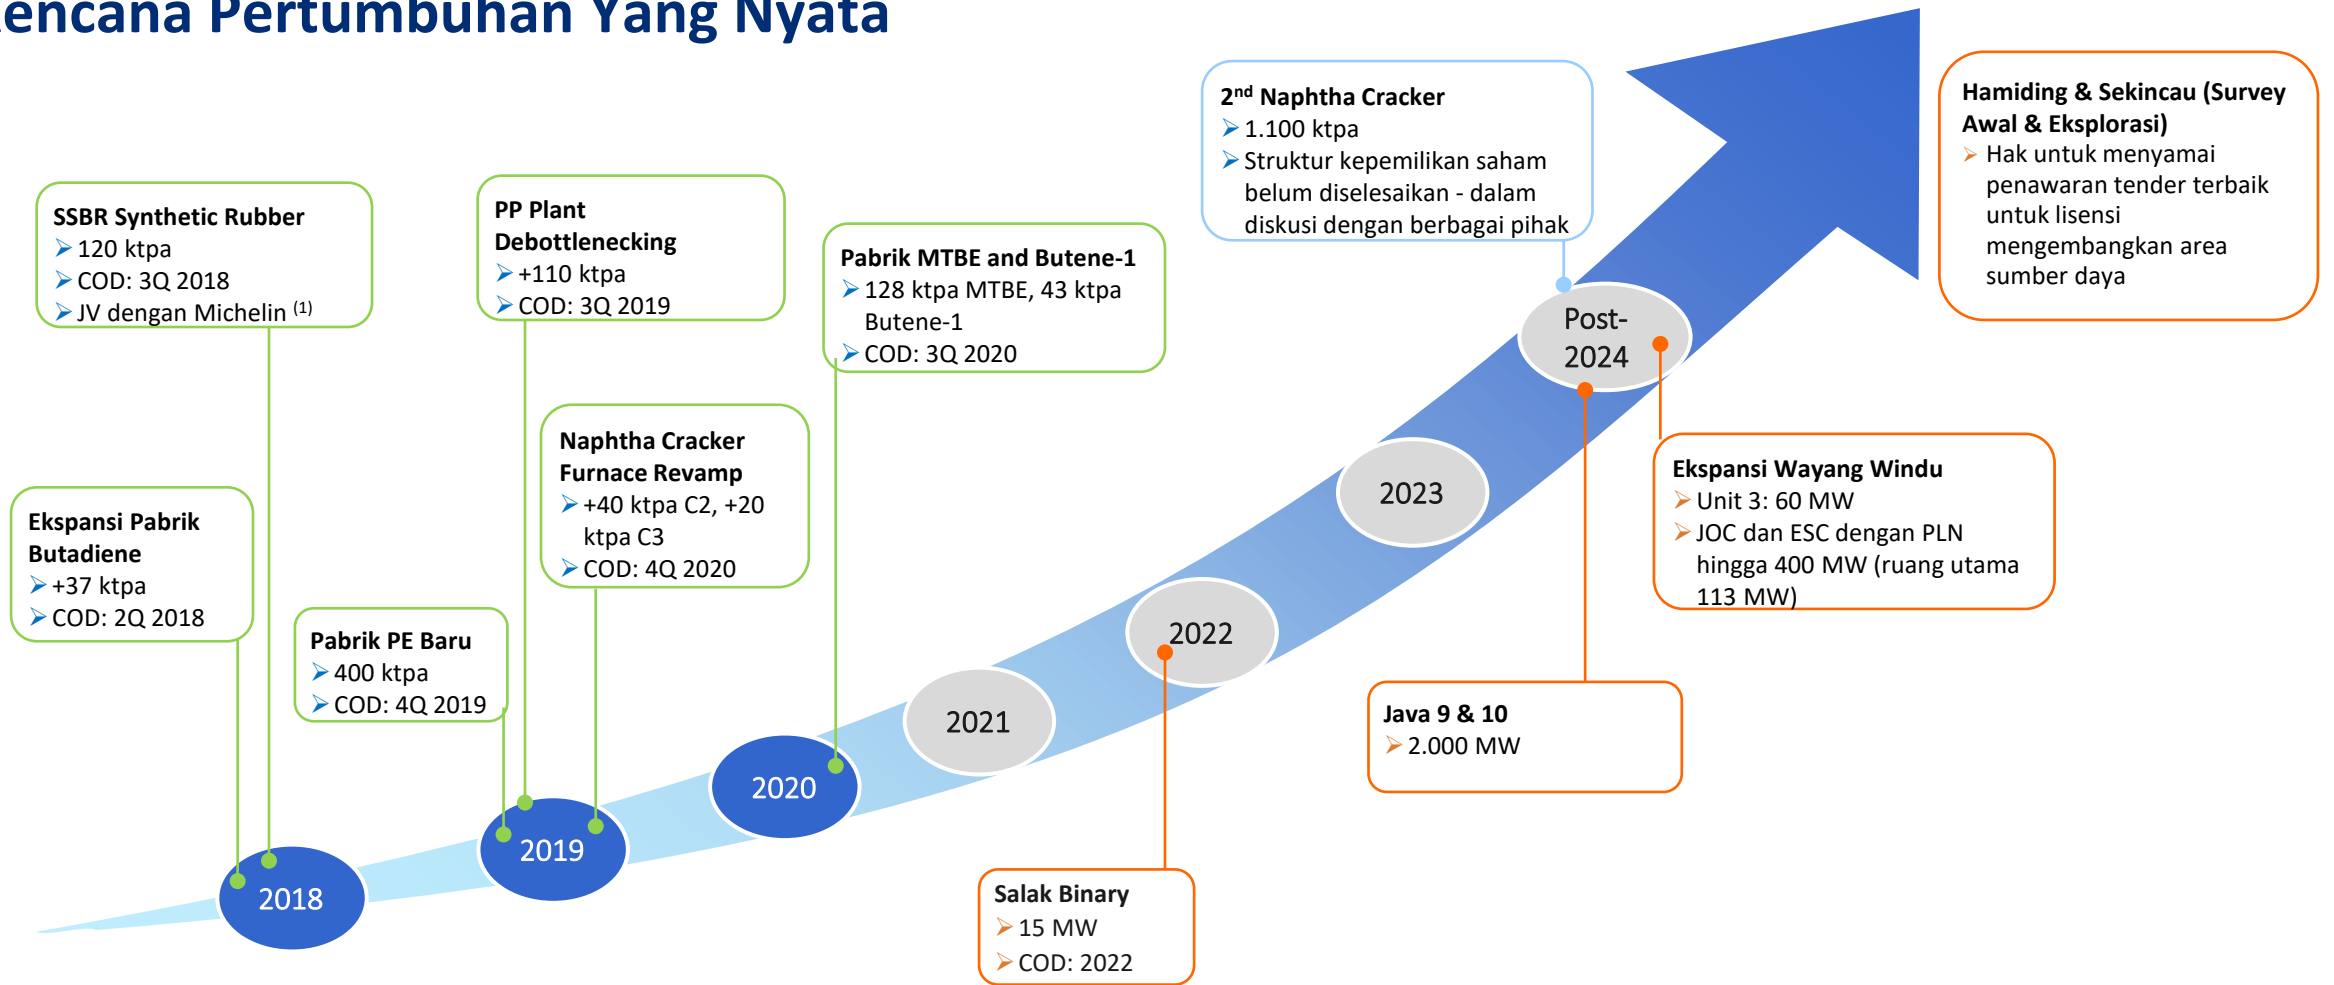 encana Pertumbuhan Yang Nyata
SSBR Synthetic Rubber
120 ktpa
COD: 3Q 2018
JV dengan Michelin (1)
PP Plant
Debottlenecking
+110 ktpa
COD: 3Q 2019
Pabrik MTBE and Butene-1
128 ktpa MTBE, 43 ktpa
Butene-1
COD: 3Q 2020
2nd Naphtha Cracker
1.100 ktpa
Struktur kepemilikan saham
belum diselesaikan - dalam
diskusi dengan berbagai pihak
Hamiding & Sekincau (Survey
Awal & Eksplorasi)
Hak untuk menyamai
penawaran tender terbaik
untuk lisensi
mengembangkan area
sumber daya
Ekspansi Pabrik
Butadiene
+37 ktpa
COD: 2Q 2018
Pabrik PE Baru
400 ktpa
COD: 4Q 2019
Naphtha Cracker
Furnace Revamp
+40 ktpa C2, +20
ktpa C3
COD: 4Q 2020
Ekspansi Wayang Windu
Unit 3: 60 MW
JOC dan ESC dengan PLN
hingga 400 MW (ruang utama
113 MW)
Java 9 & 10
2.000 MW
Salak Binary
15 MW
COD: 2022
2018
2019
2020
2021
2022
2023
Post-
2024